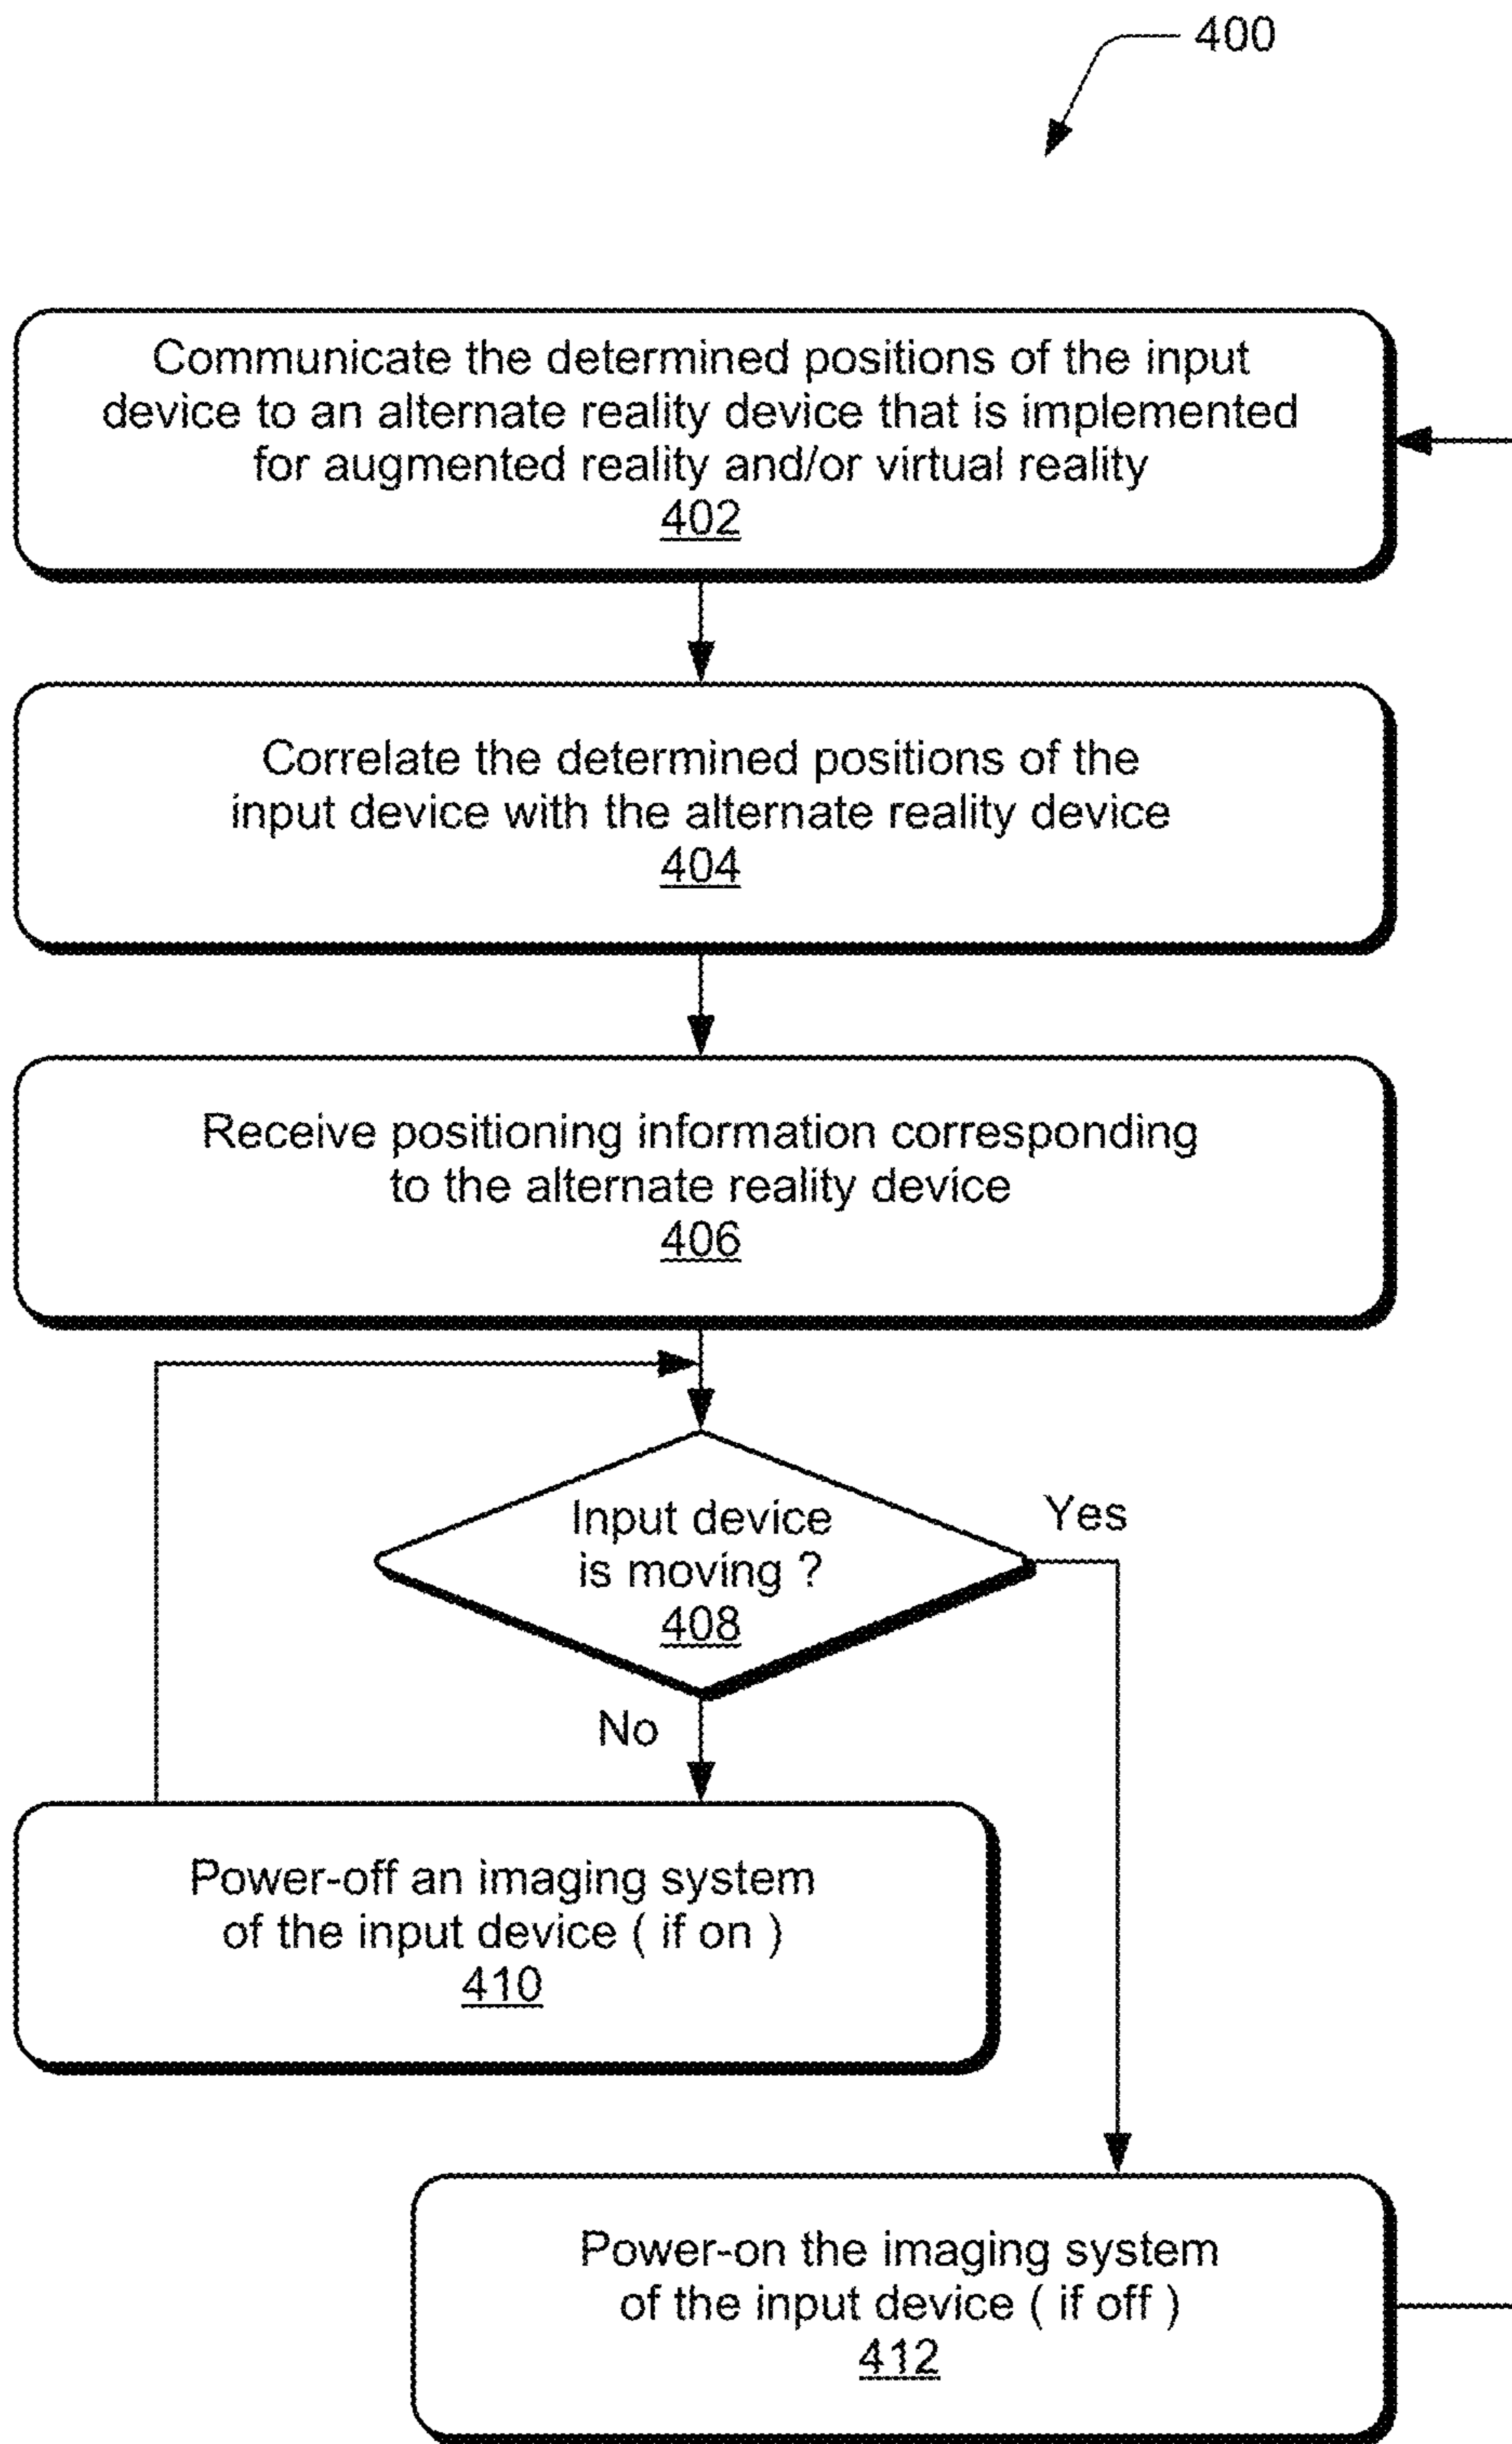 400
Communicate the determined positions of the input
device to an alternate reality device that is implemented
for augmented reality and/or virtual reality
402
Correlate the determined positions of the
input device with the alternate reality device
404
Receive positioning information corresponding
to the alternate reality device
406
Input device
is moving ?
408
Yes
No
Power-off an imaging system
of the input device ( if on )
410
Power-on the imaging system
of the input device ( if off )
412